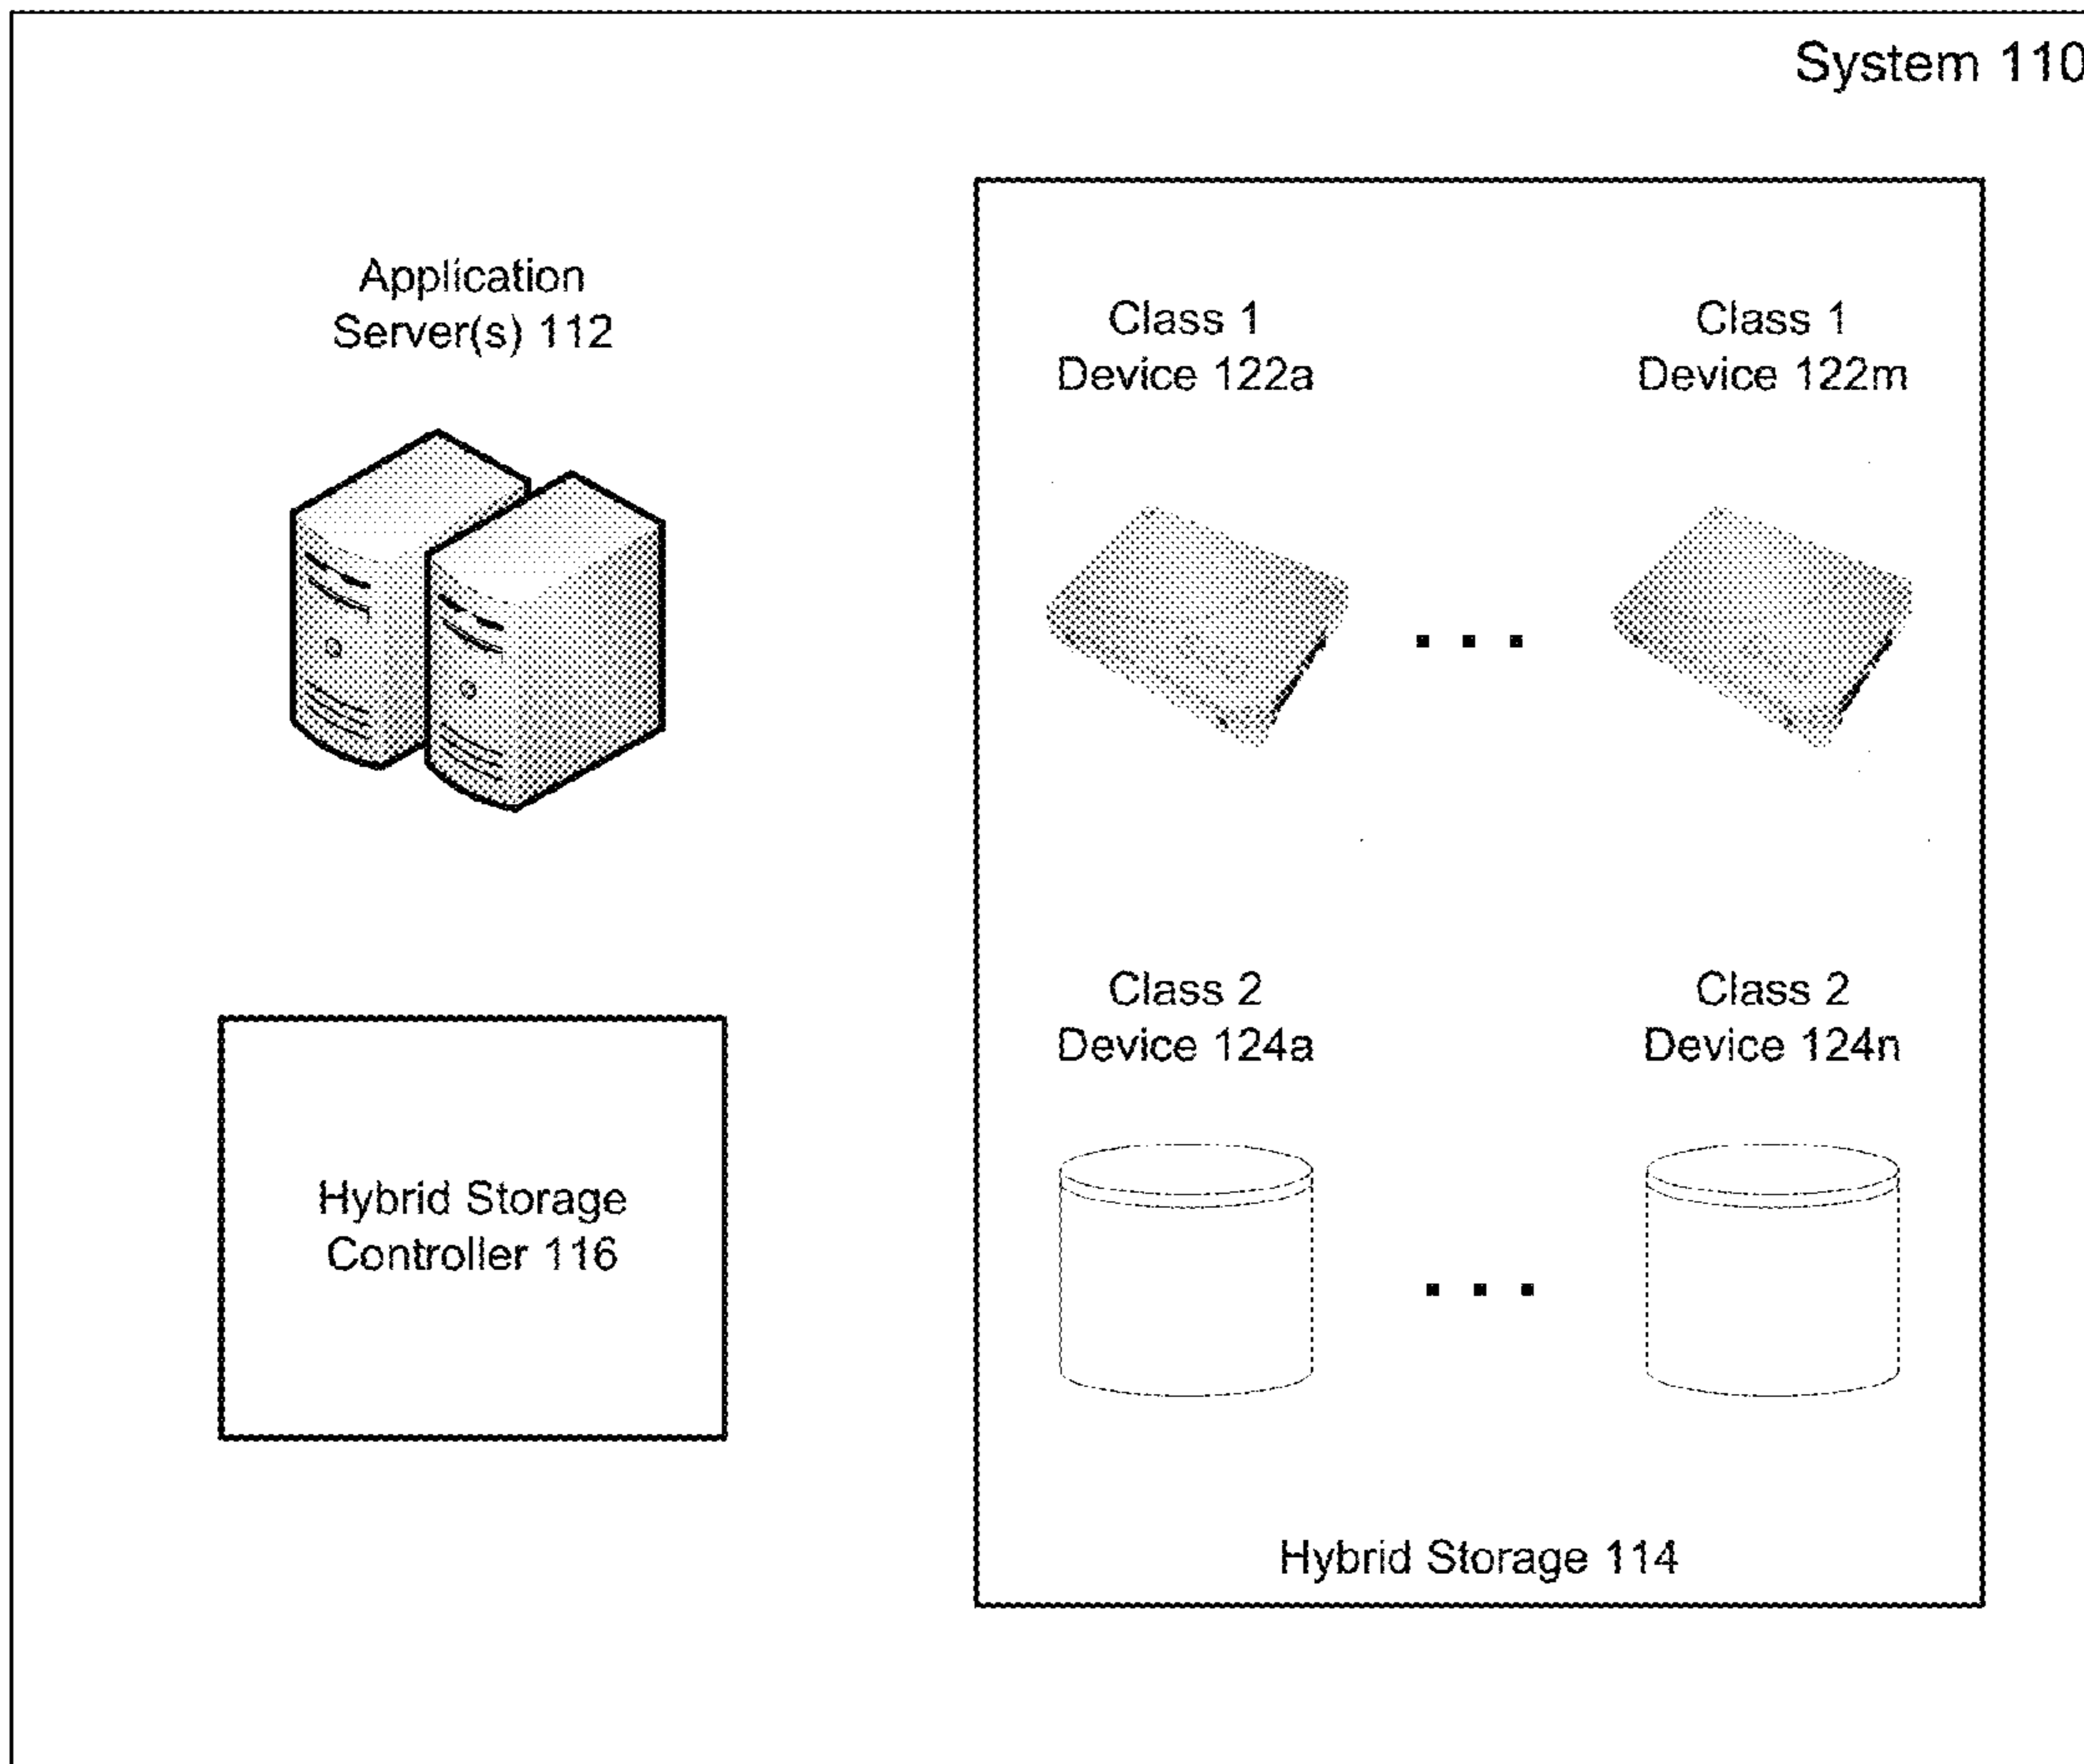 System 110
Application
Server(s) 112
Class 1
Device 122a
Class 1
Device 122m
Class 2
Device 124a
Class 2
Device 124n
Hybrid Storage
Controller 116
Hybrid Storage 114